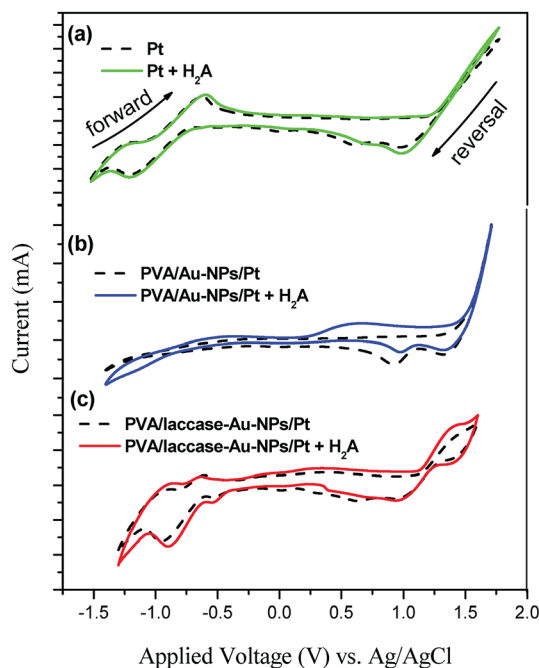 (a)
Pt
Pt + H₂A
forward
reversal
(b)
PVA/Au-NPs/Pt
PVA/Au-NPs/Pt + H₂A
(c)
PVA/laccase-Au-NPs/Pt
PVA/laccase-Au-NPs/Pt + H₂A
Current (mA)
-1.5 -1.0 -0.5 0.0 0.5 1.0 1.5 2.0
Applied Voltage (V) vs. Ag/AgCl